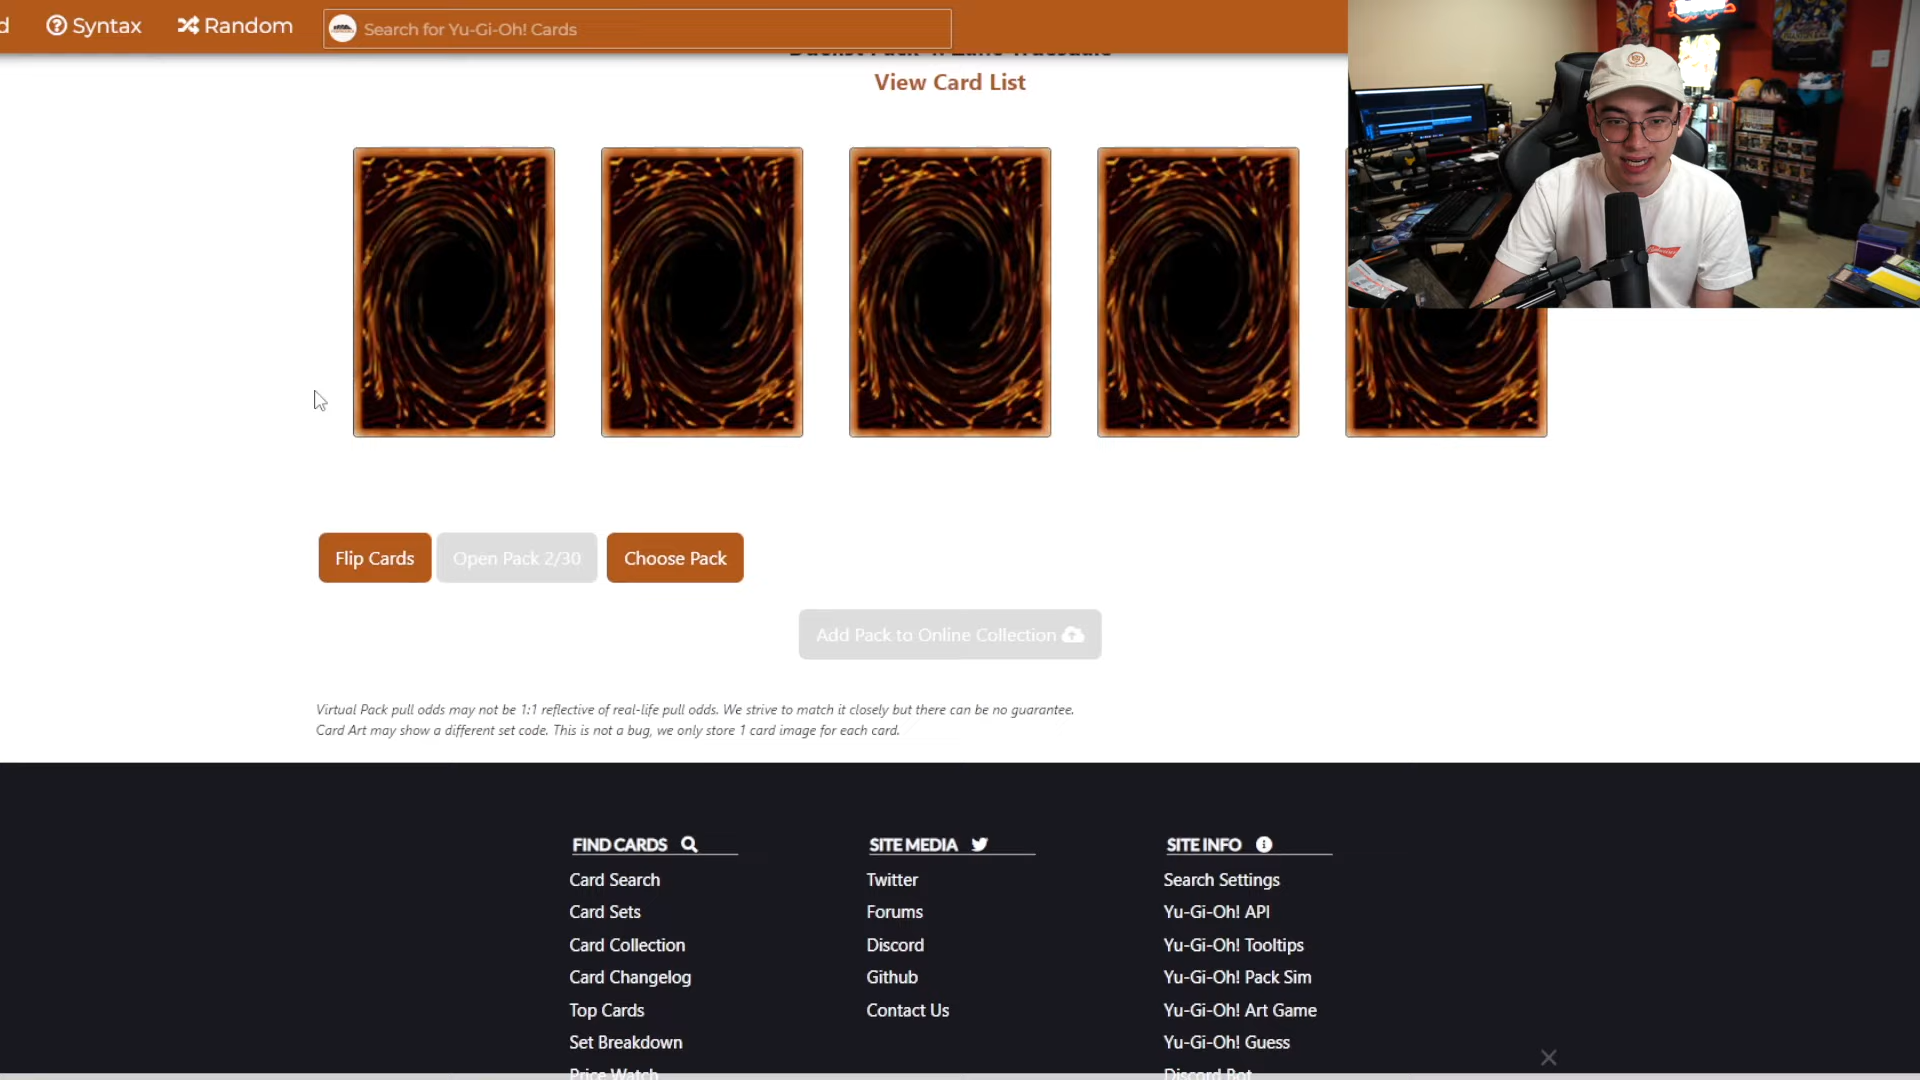 Syntax
Random
Search for Yu-Gi-Oh! Cards
View Card List
Flip Cards
Open Pack 2/30
Choose Pack
Add Pack to Online Collection
Virtual Pack pull odds may not be 1:1 reflective of real-life pull odds. We strive to match it closely but there can be no guarantee.
Card Art may show a different set code. This is not a bug, we only store 1 card image for each card.
FIND CARDS
Card Search
Card Sets
Card Collection
Card Changelog
Top Cards
Set Breakdown
Price Watch
SITE MEDIA
Twitter
Forums
Discord
Github
Contact Us
SITE INFO
Search Settings
Yu-Gi-Oh! API
Yu-Gi-Oh! Tooltips
Yu-Gi-Oh! Pack Sim
Yu-Gi-Oh! Art Game
Yu-Gi-Oh! Guess
Discord Bot